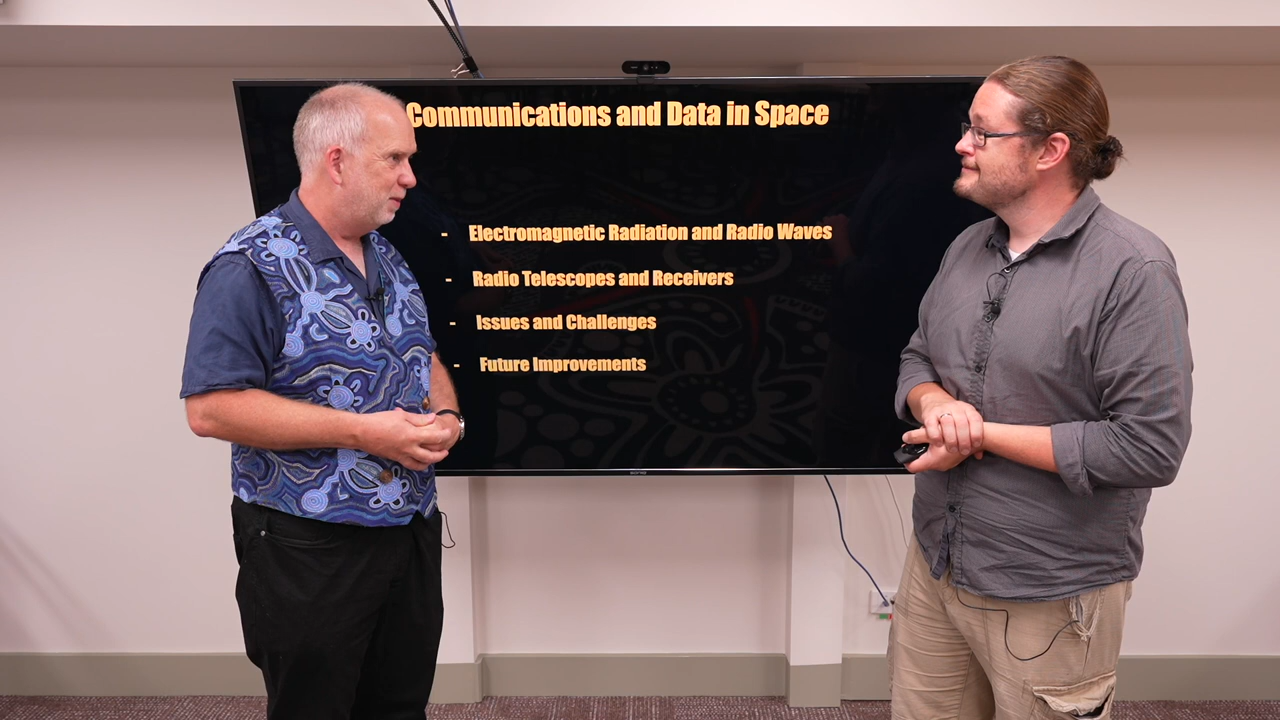 Communications and Data in Space
- Electromagnetic Radiation and Radio Waves
- Radio Telescopes and Receivers
- Issues and Challenges
- Future Improvements